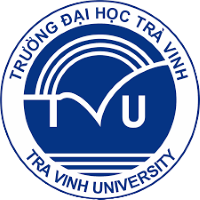 TRƯỜNG ĐẠI HỌC TRÀ VINH
TVU
TRA VINH UNIVERSITY